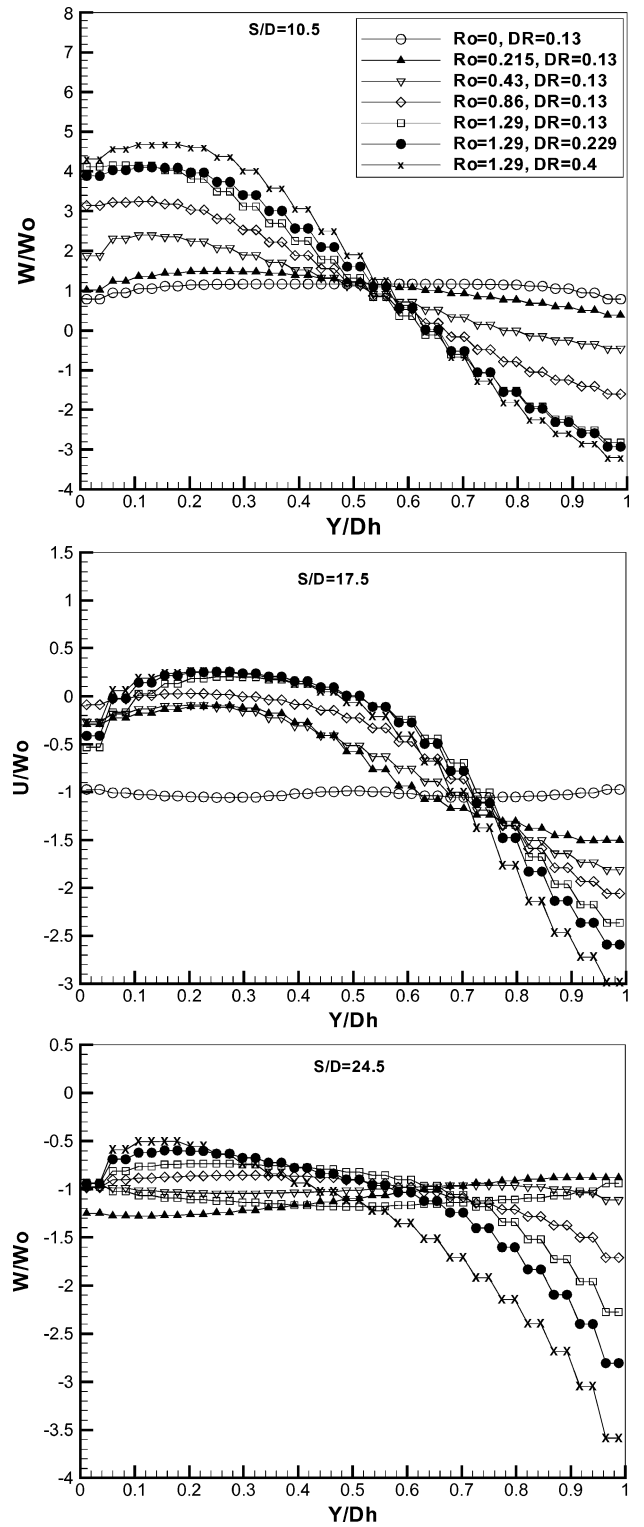 S/D=10.5
Ro=0, DR=0.13
Ro=0.215, DR=0.13
Ro=0.43, DR=0.13
Ro=0.86, DR=0.13
Ro=1.29, DR=0.13
Ro=1.29, DR=0.229
Ro=1.29, DR=0.4
W/Wo
8
7
6
5
4
3
2
1
0
-1
-2
-3
-4
0 0.1 0.2 0.3 0.4 0.5 0.6 0.7 0.8 0.9 1
Y/Dh
S/D=17.5
U/Wo
1.5
1
0.5
0
-0.5
-1
-1.5
-2
-2.5
-3
0 0.1 0.2 0.3 0.4 0.5 0.6 0.7 0.8 0.9 1
Y/Dh
S/D=24.5
W/Wo
0.5
0
-0.5
-1
-1.5
-2
-2.5
-3
-3.5
-4
0 0.1 0.2 0.3 0.4 0.5 0.6 0.7 0.8 0.9 1
Y/Dh